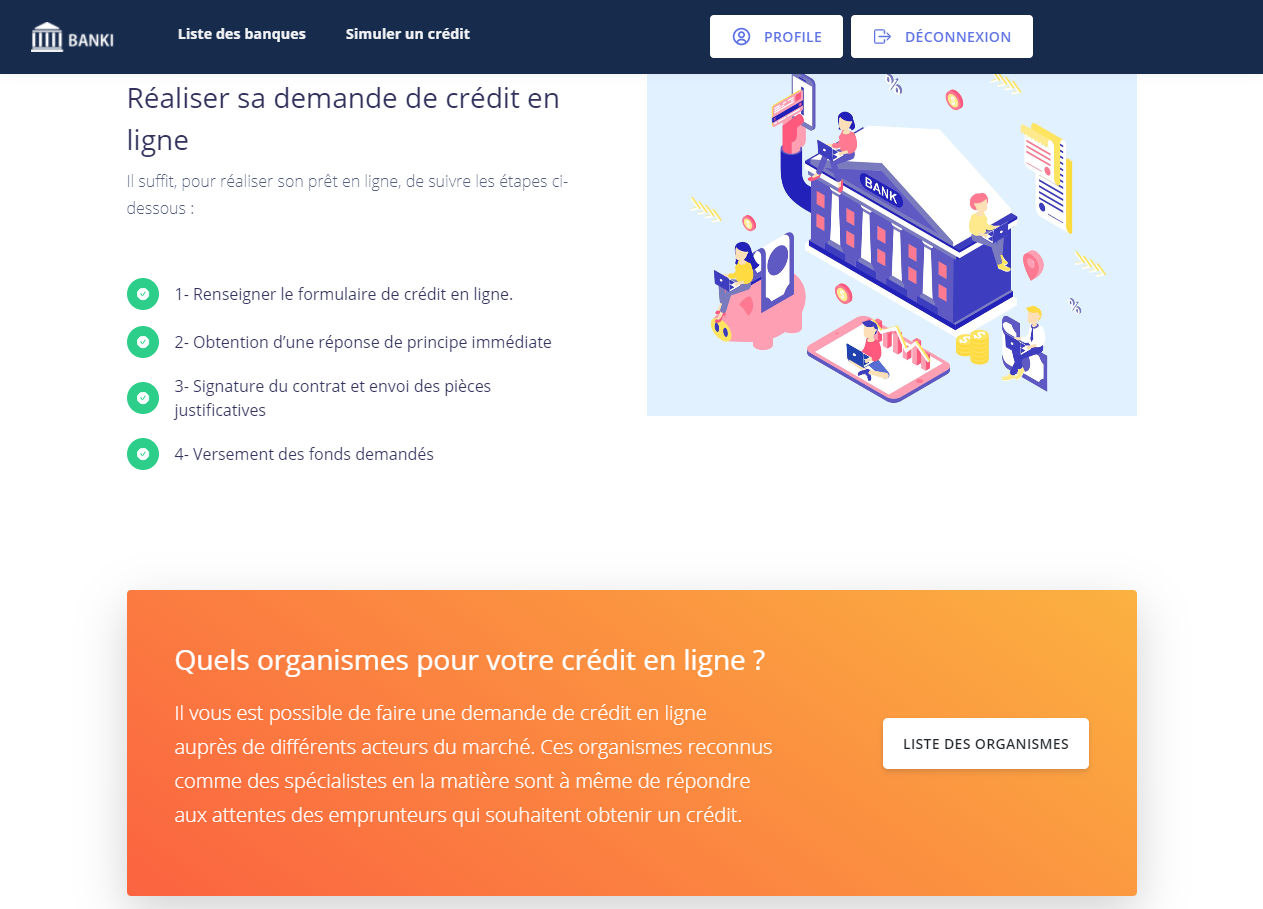 BANKI
Liste des banques
Simuler un crédit
PROFILE
DÉCONNEXION
Réaliser sa demande de crédit en
ligne
Il suffit, pour réaliser son prêt en ligne, de suivre les étapes ci-
dessous :
1- Renseigner le formulaire de crédit en ligne.
2- Obtention d’une réponse de principe immédiate
3- Signature du contrat et envoi des pièces
justificatives
4- Versement des fonds demandés
BANK
%
%
Quels organismes pour votre crédit en ligne ?
Il vous est possible de faire une demande de crédit en ligne
auprès de différents acteurs du marché. Ces organismes reconnus
comme des spécialistes en la matière sont à même de répondre
aux attentes des emprunteurs qui souhaitent obtenir un crédit.
LISTE DES ORGANISMES